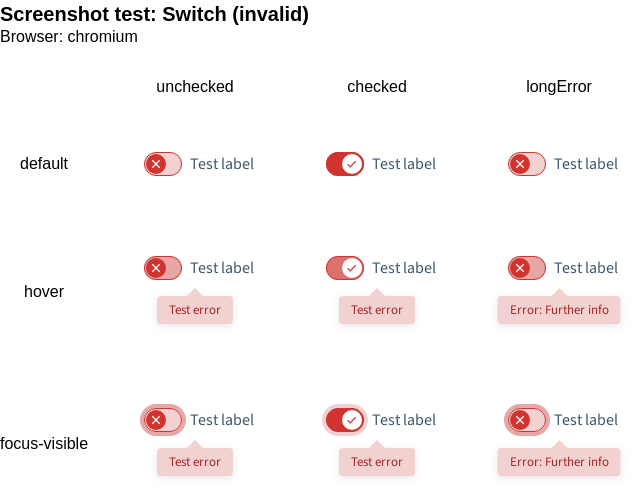 Screenshot test: Switch (invalid)
Browser: chromium
unchecked checked longError
default Test label Test label Test label
Test label Test label Test label
hover
Test error Test error Error: Further info
Test label Test label Test label
focus-visible
Test error Test error Error: Further info